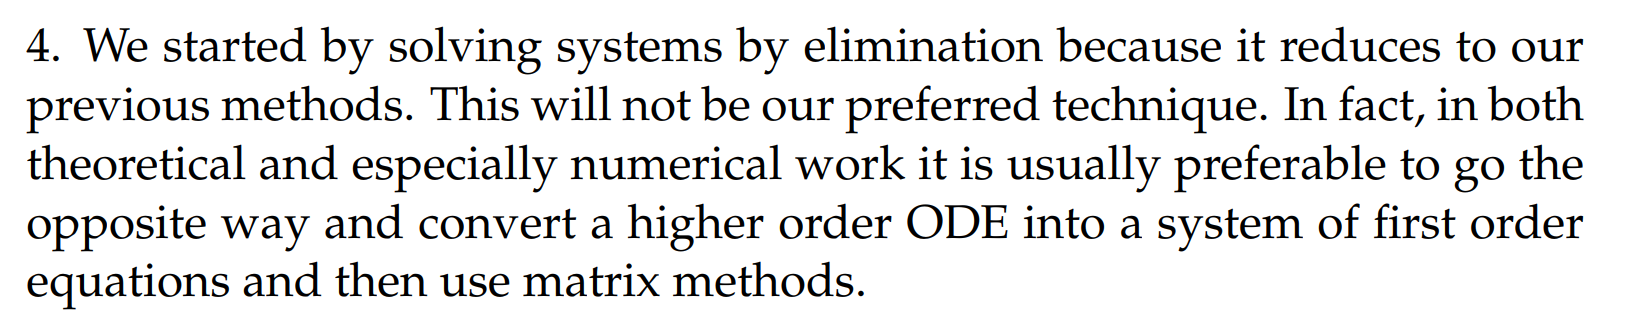 4. We started by solving systems by elimination because it reduces to our
previous methods. This will not be our preferred technique. In fact, in both
theoretical and especially numerical work it is usually preferable to go the
opposite way and convert a higher order ODE into a system of first order
equations and then use matrix methods.